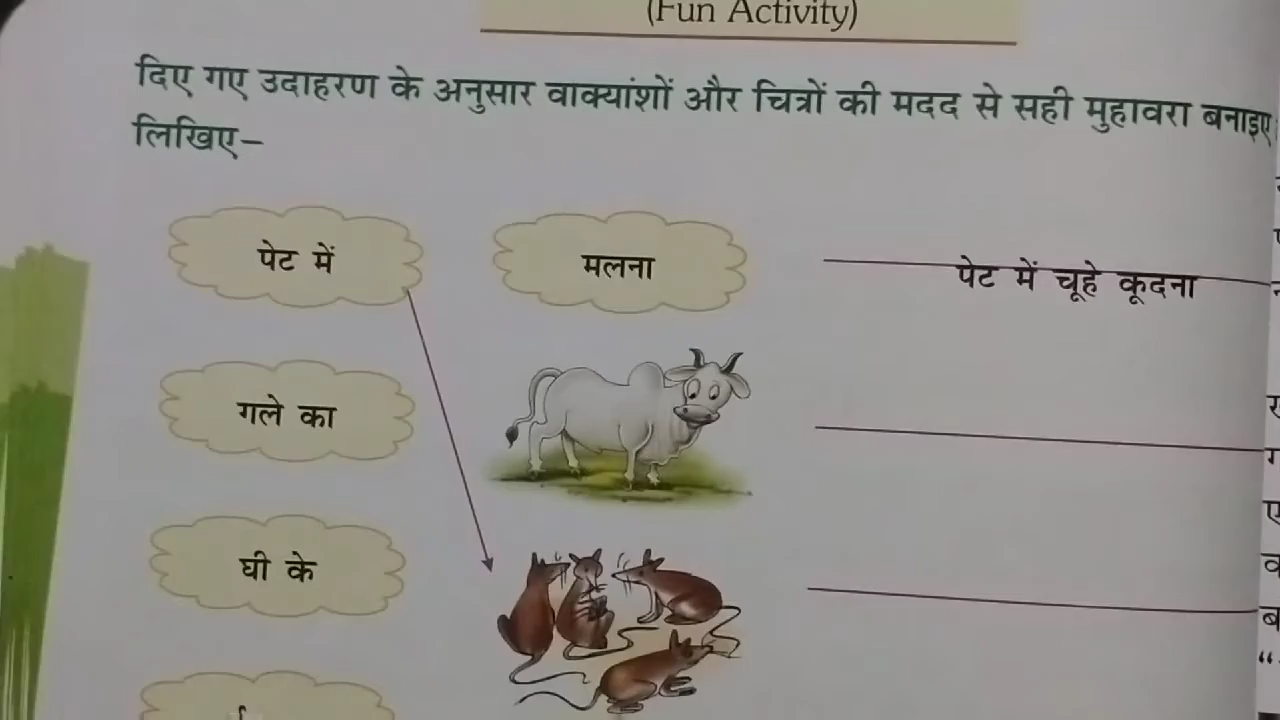 (Fun Activity)
दिए गए उदाहरण के अनुसार वाक्यांशों और चित्रों की मदद से सही मुहावरा बनाइए
लिखिए–
पेट में
मलना
पेट में चूहे कूदना
गले का
घी के